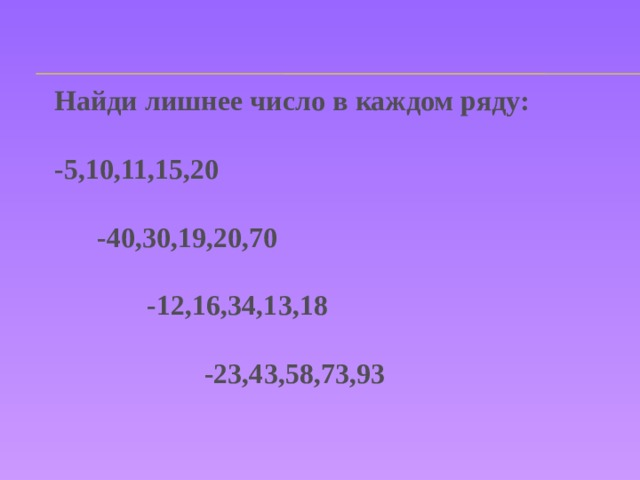 Найди лишнее число в каждом ряду:
-5,10,11,15,20
-40,30,19,20,70
-12,16,34,13,18
-23,43,58,73,93